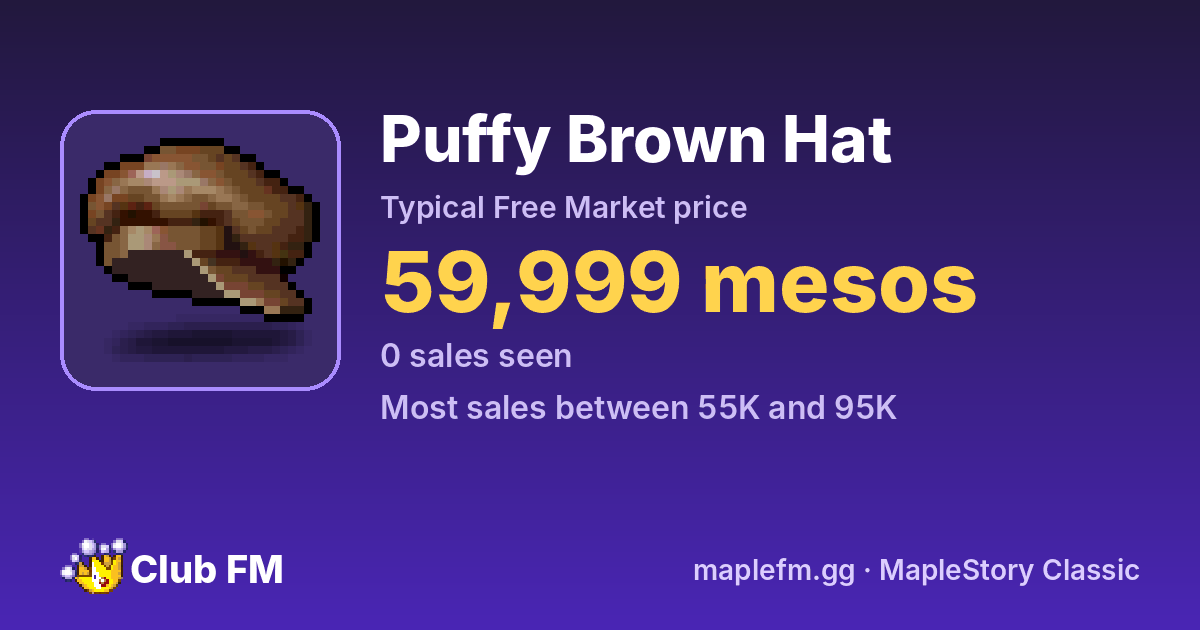 Puffy Brown Hat
Typical Free Market price
59,999 mesos
0 sales seen
Most sales between 55K and 95K
Club FM
maplefm.gg · MapleStory Classic